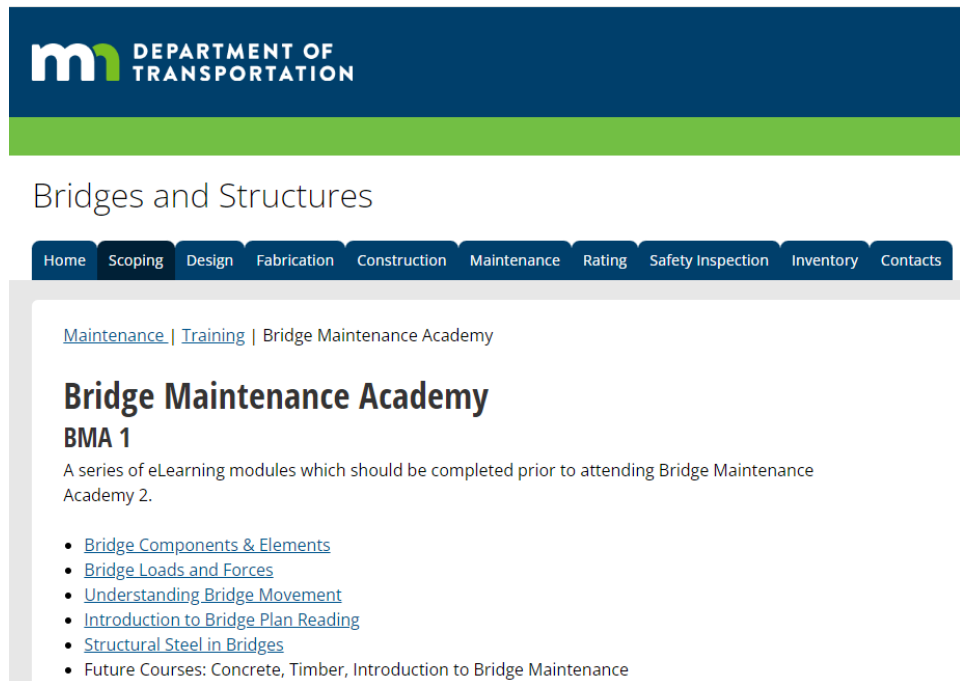 mn DEPARTMENT OF
TRANSPORTATION
Bridges and Structures
Home Scoping Design Fabrication Construction Maintenance Rating Safety Inspection Inventory Contacts
Maintenance | Training | Bridge Maintenance Academy
Bridge Maintenance Academy
BMA 1
A series of eLearning modules which should be completed prior to attending Bridge Maintenance
Academy 2.
• Bridge Components & Elements
• Bridge Loads and Forces
• Understanding Bridge Movement
• Introduction to Bridge Plan Reading
• Structural Steel in Bridges
• Future Courses: Concrete, Timber, Introduction to Bridge Maintenance